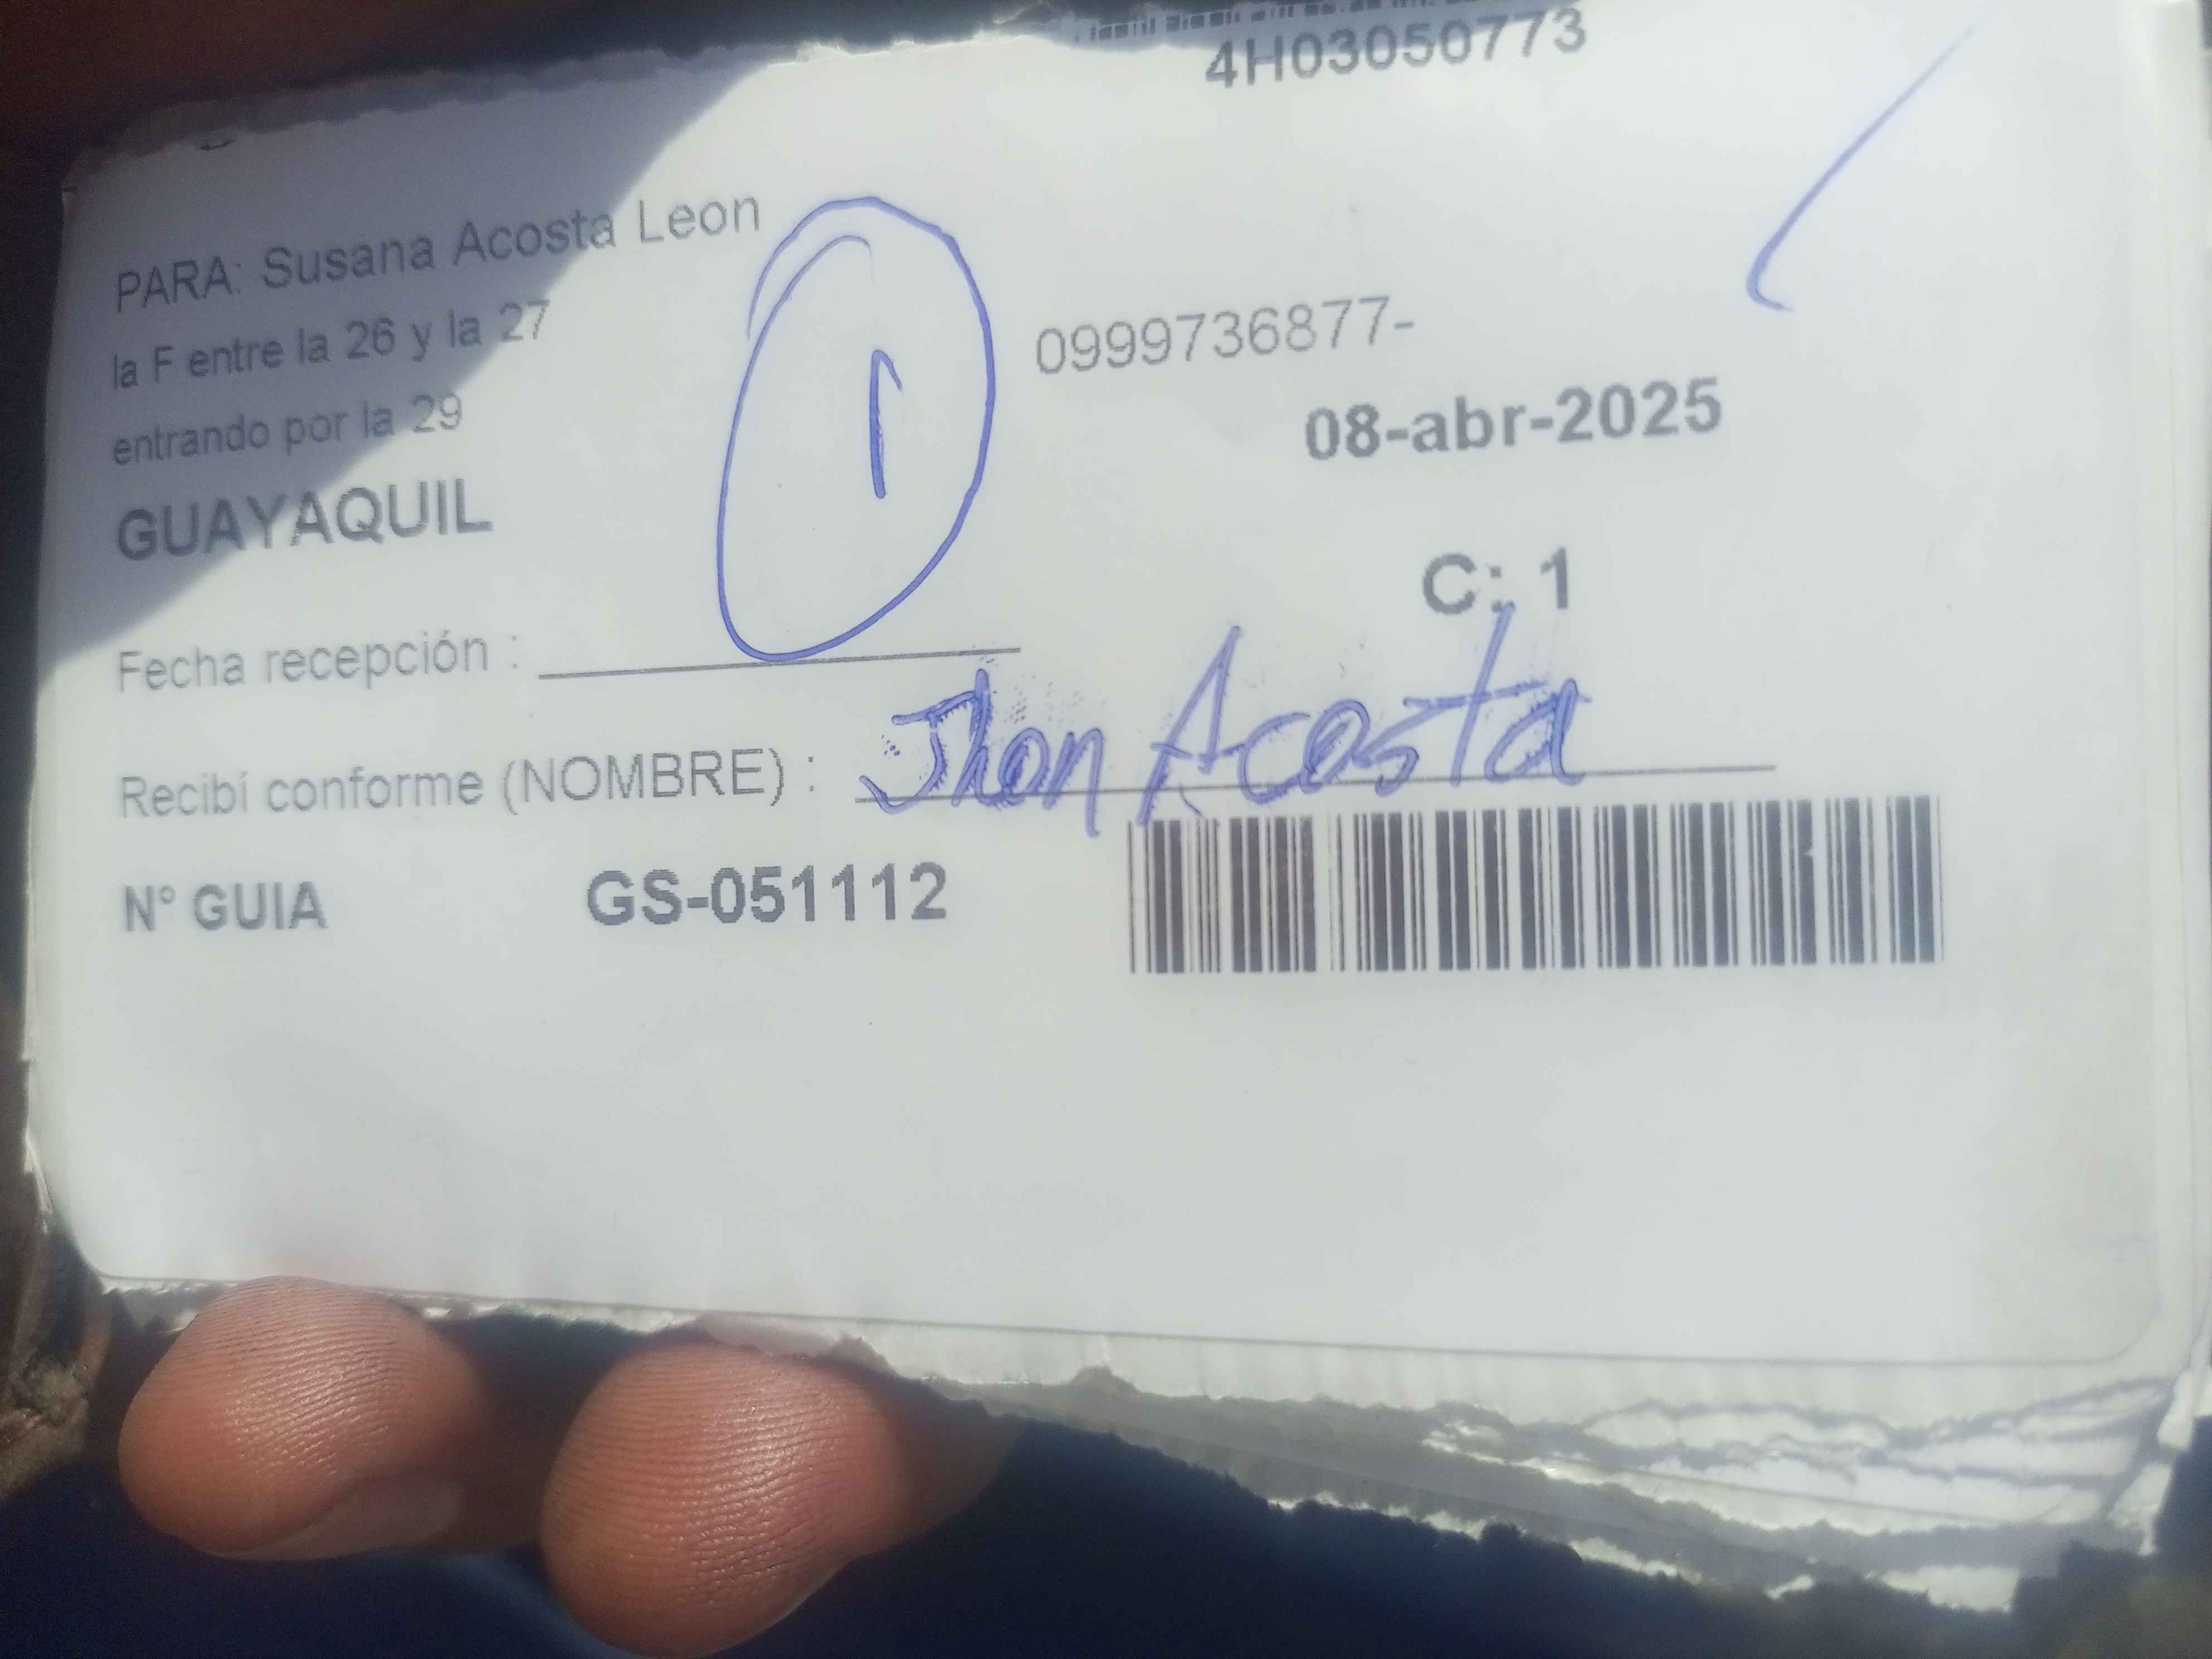 4H03050773
PARA: Susana Acosta Leon
la F entre la 26 y la 27
0999736877-
entrando por la 29
08-abr-2025
GUAYAQUIL
1
C: 1
Fecha recepción :
Recibí conforme (NOMBRE) : Jhon Acosta
N° GUIA GS-051112